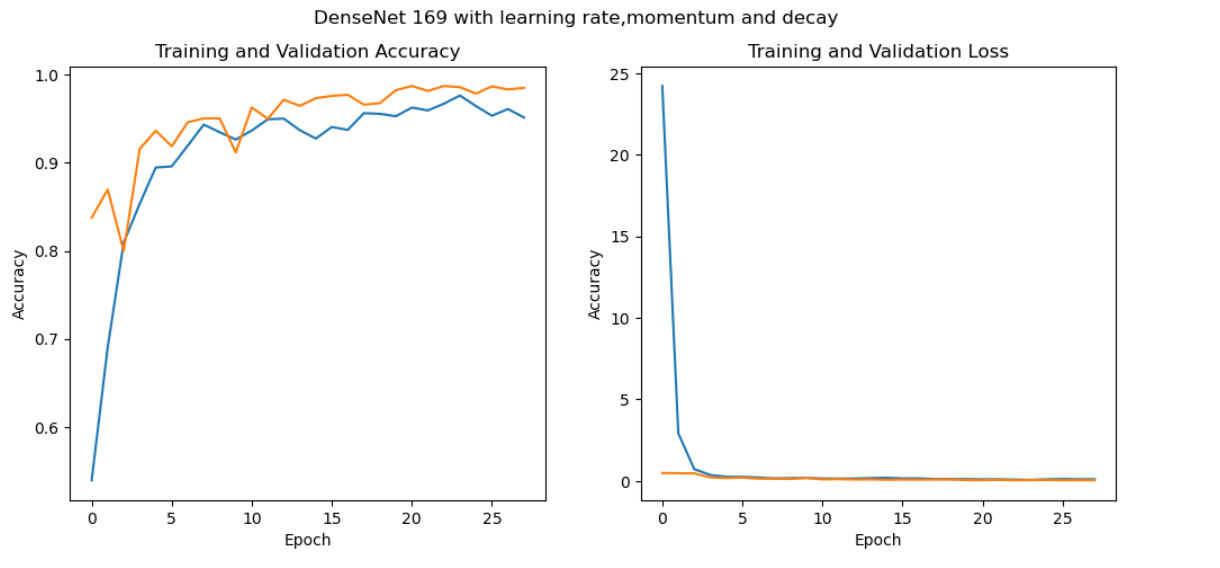 DenseNet 169 with learning rate,momentum and decay
Training and Validation Accuracy
1.0
0.9
0.8
0.7
0.6
Accuracy
0 5 10 15 20 25
Epoch
Training and Validation Loss
25
20
15
10
5
0
Accuracy
0 5 10 15 20 25
Epoch